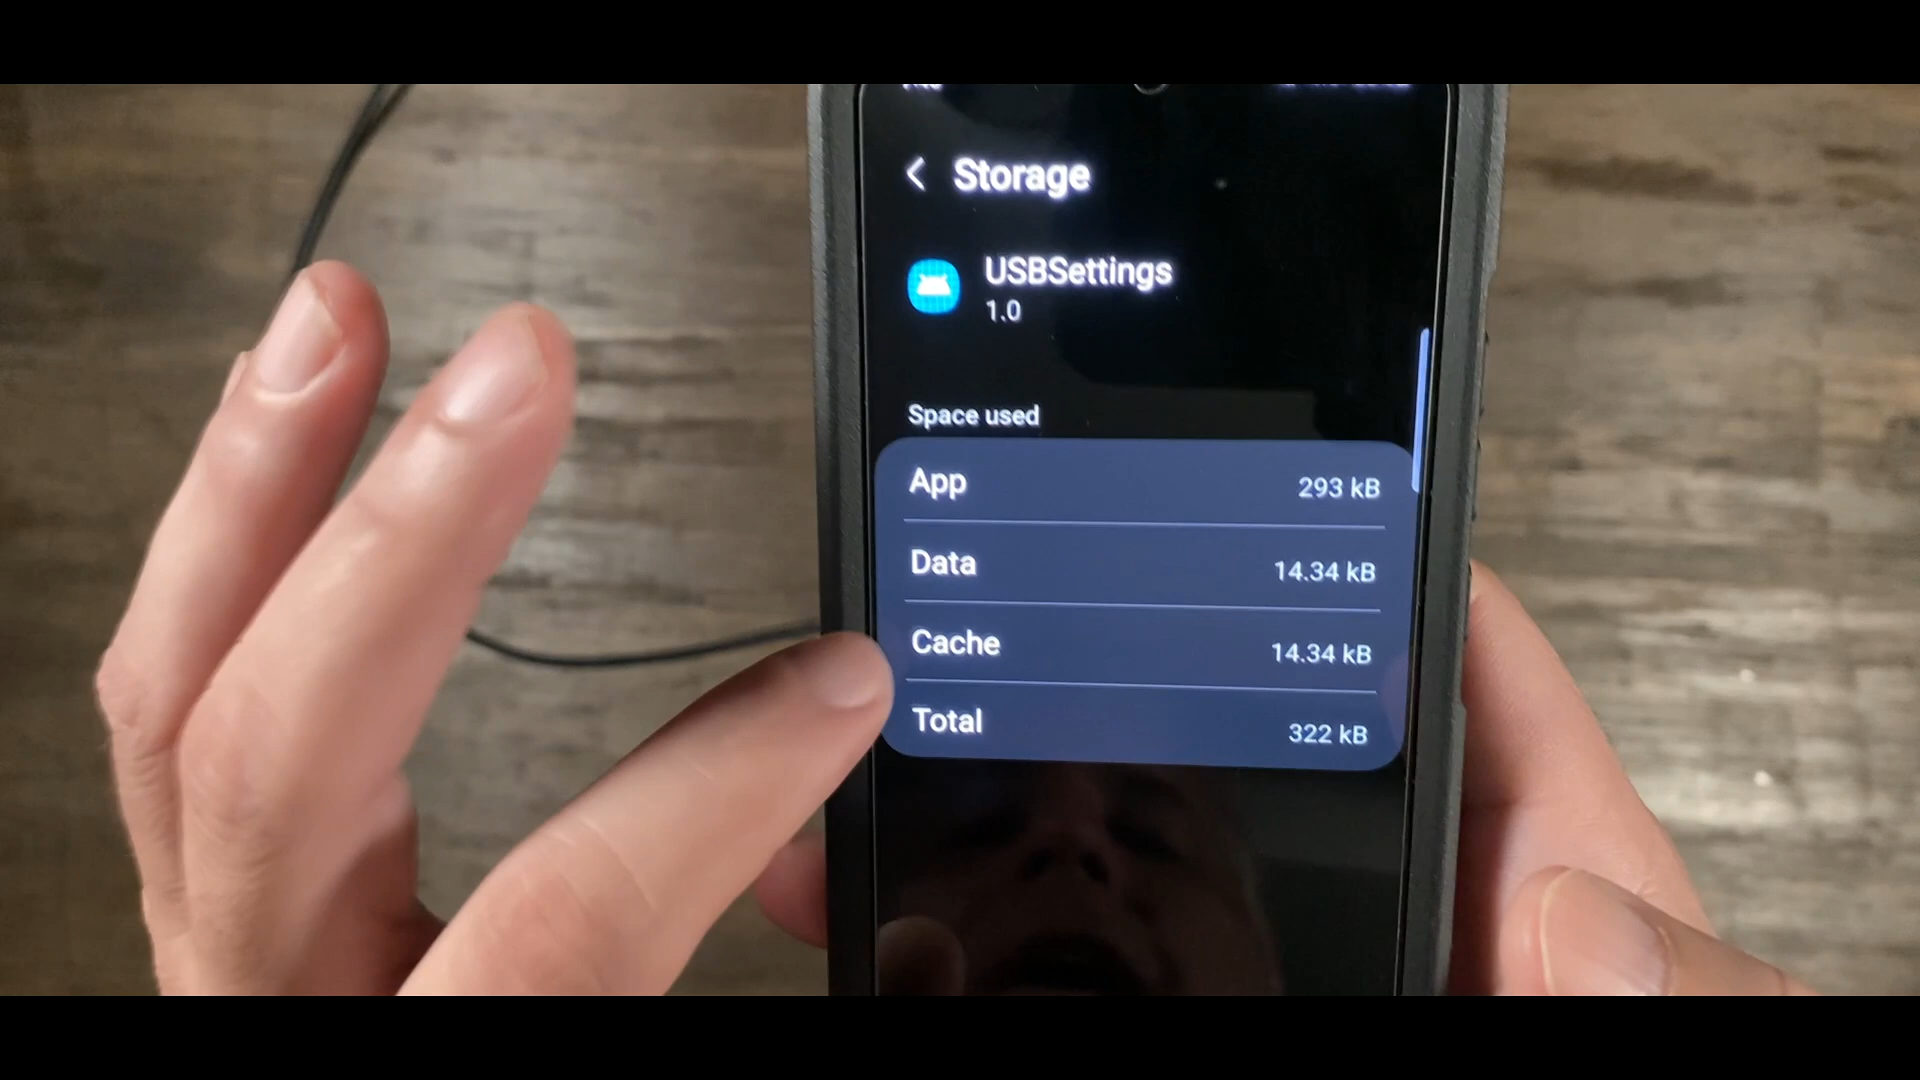 Storage
USBSettings
1.0
Space used
App 293 kB
Data 14.34 kB
Cache 14.34 kB
Total 322 kB